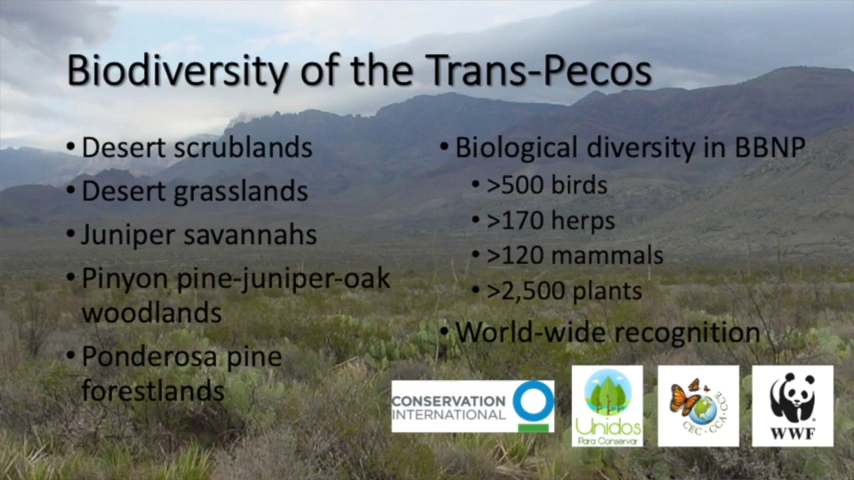 Biodiversity of the Trans-Pecos
• Desert scrublands
• Desert grasslands
• Juniper savannahs
• Pinyon pine-juniper-oak
woodlands
• Ponderosa pine
forestlands
• Biological diversity in BBNP
• >500 birds
• >170 herps
• >120 mammals
• >2,500 plants
• World-wide recognition
CONSERVATION
INTERNATIONAL
Unidos
Para Conservar
CEC · CCA · CCE
WWF